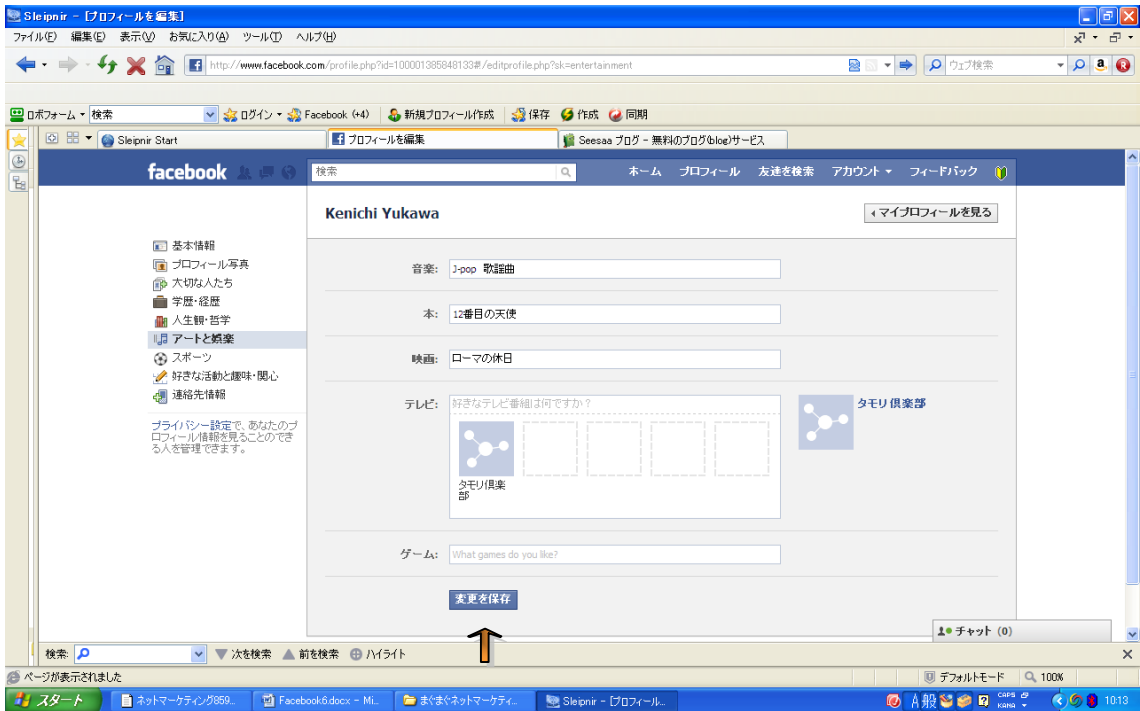 Sleipnir - [プロフィールを編集]
ファイル(F) 編集(E) 表示(V) お気に入り(A) ツール(T) ヘルプ(H)
http://www.facebook.com/profile.php?id=100001385848133#/editprofile.php?sk=entertainment
ウェブ検索
ロボフォーム 検索 ログイン Facebook (+4) 新規プロフィール作成 保存 作成 同期
Sleipnir Start プロフィールを編集 Seesaa ブログ - 無料のブログ(blog)サービス
facebook 検索 ホーム プロフィール 友達を検索 アカウント フィードバック
Kenichi Yukawa マイプロフィールを見る
基本情報
プロフィール写真
大切な人たち
学歴・経歴
人生観・哲学
アートと娯楽
スポーツ
好きな活動と趣味・関心
連絡先情報
プライバシー設定で、あなたのプ
ロフィール情報を見ることのでき
る人を管理できます。
音楽: J-pop 歌謡曲
本: 12番目の天使
映画: ローマの休日
テレビ: 好きなテレビ番組は何ですか？
タモリ倶楽
部
タモリ倶楽部
ゲーム: What games do you like?
変更を保存
チャット (0)
検索: 次を検索 前を検索 ハイライト
ページが表示されました デフォルトモード 100%
スタート ネットマーケティング859... Facebook6.docx - Mi... まぐまぐネットマーケティ... Sleipnir - [プロフィール... A 般 CAPS KANA 10:13